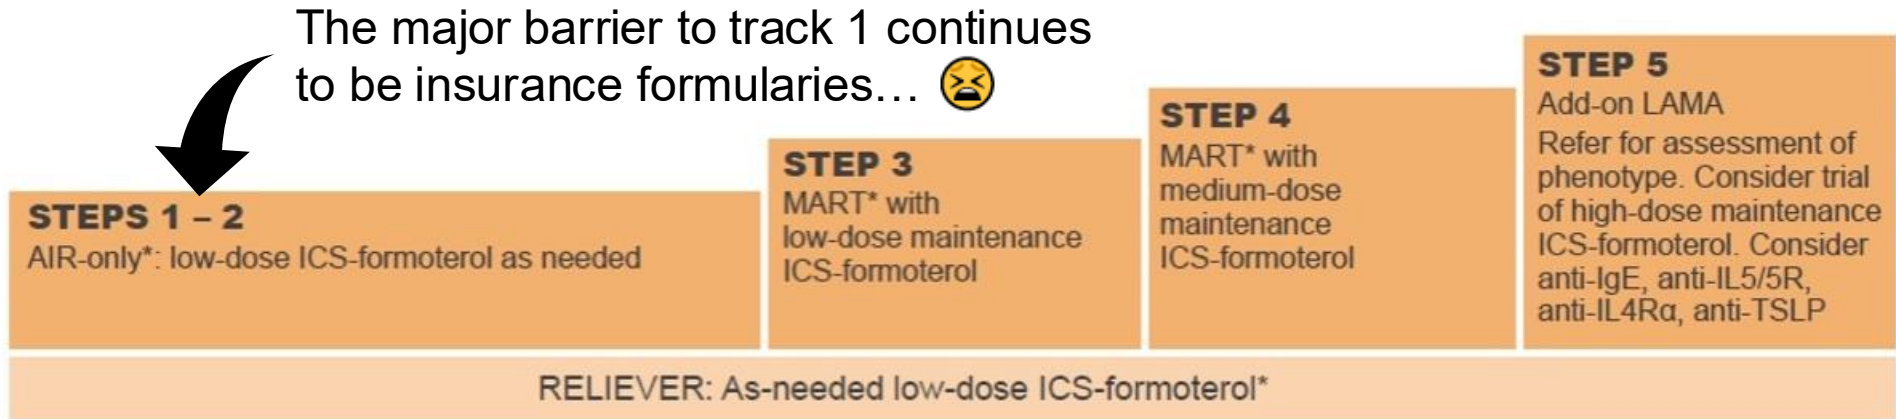 The major barrier to track 1 continues
to be insurance formularies… 😫
STEPS 1 – 2
AIR-only*: low-dose ICS-formoterol as needed
STEP 3
MART* with
low-dose maintenance
ICS-formoterol
STEP 4
MART* with
medium-dose
maintenance
ICS-formoterol
STEP 5
Add-on LAMA
Refer for assessment of
phenotype. Consider trial
of high-dose maintenance
ICS-formoterol. Consider
anti-IgE, anti-IL5/5R,
anti-IL4Rα, anti-TSLP
RELIEVER: As-needed low-dose ICS-formoterol*